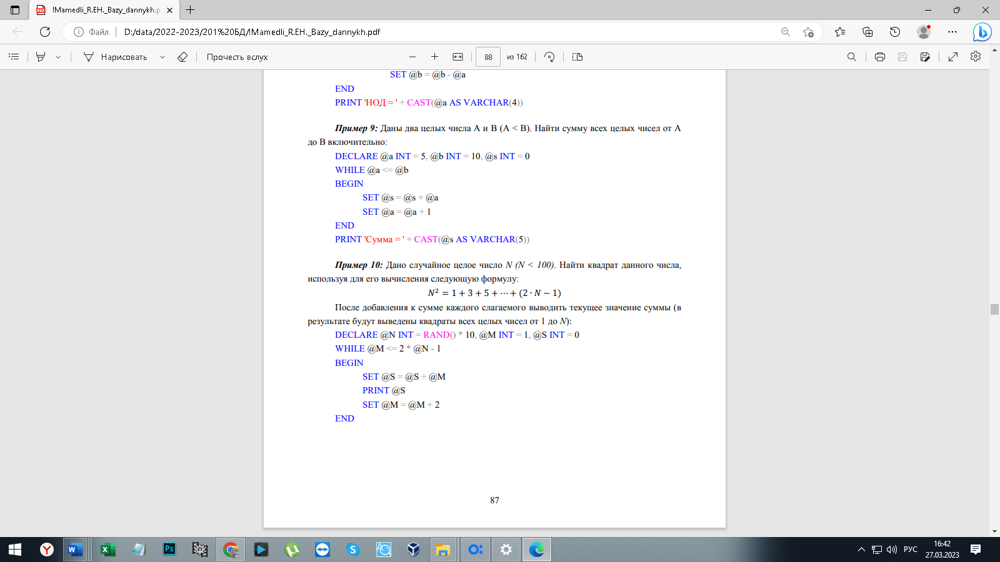 !Mamedli_R.EH._Bazy_dannykh.p
Файл D:/data/2022-2023/201%20БД/!Mamedli_R.EH._Bazy_dannykh.pdf
Нарисовать Прочесть вслух 88 из 162
SET @b = @b - @a
END
PRINT 'НОД = ' + CAST(@a AS VARCHAR(4))
Пример 9: Даны два целых числа A и B (A < B). Найти сумму всех целых чисел от A
до B включительно:
DECLARE @a INT = 5, @b INT = 10, @s INT = 0
WHILE @a <= @b
BEGIN
SET @s = @s + @a
SET @a = @a + 1
END
PRINT 'Сумма = ' + CAST(@s AS VARCHAR(5))
Пример 10: Дано случайное целое число N (N < 100). Найти квадрат данного числа,
используя для его вычисления следующую формулу:
N² = 1 + 3 + 5 + ⋯ + (2 · N − 1)
После добавления к сумме каждого слагаемого выводить текущее значение суммы (в
результате будут выведены квадраты всех целых чисел от 1 до N):
DECLARE @N INT = RAND() * 10, @M INT = 1, @S INT = 0
WHILE @M <= 2 * @N - 1
BEGIN
SET @S = @S + @M
PRINT @S
SET @M = @M + 2
END
87
РУС
16:42
27.03.2023